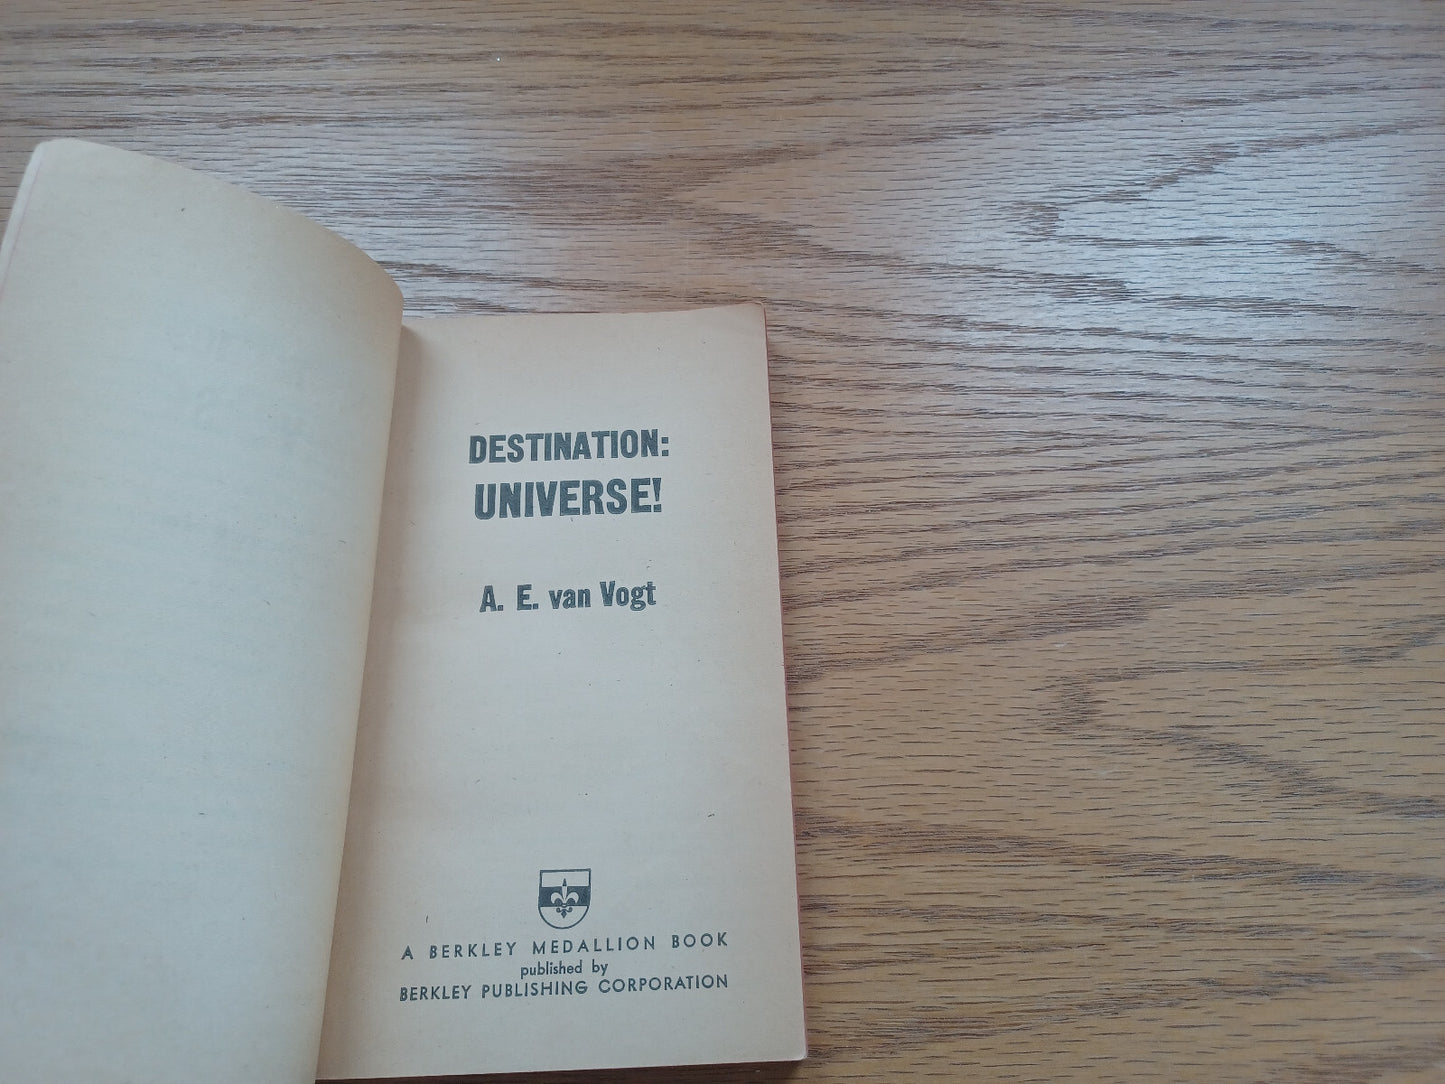 DESTINATION:
UNIVERSE!
A. E. van Vogt
A BERKLEY MEDALLION BOOK
published by
BERKLEY PUBLISHING CORPORATION